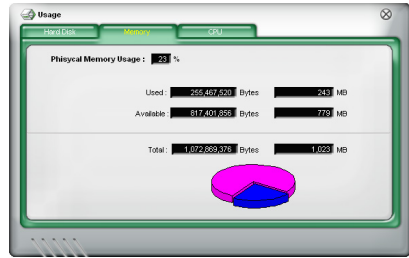 Usage
Hard Disk Memory CPU
Phisycal Memory Usage : 23 %
Used : 255,467,520 Bytes 243 MB
Available : 817,401,856 Bytes 779 MB
Total : 1,072,869,376 Bytes 1,023 MB